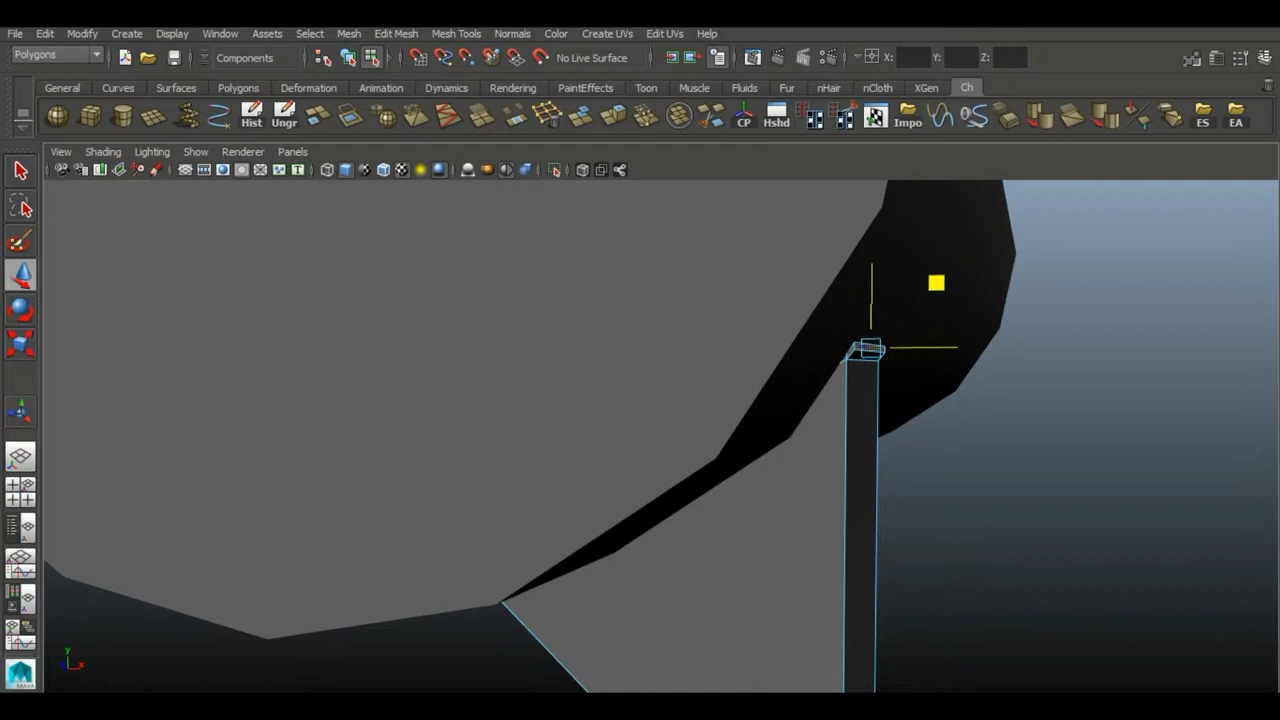 File Edit Modify Create Display Window Assets Select Mesh Edit Mesh Mesh Tools Normals Color Create UVs Edit UVs Help
Polygons Components No Live Surface X: Y: Z:
General Curves Surfaces Polygons Deformation Animation Dynamics Rendering PaintEffects Toon Muscle Fluids Fur nHair nCloth XGen Ch
Hist Ungr CP Hshd Impo ES EA
View Shading Lighting Show Renderer Panels
y
x
MAYA